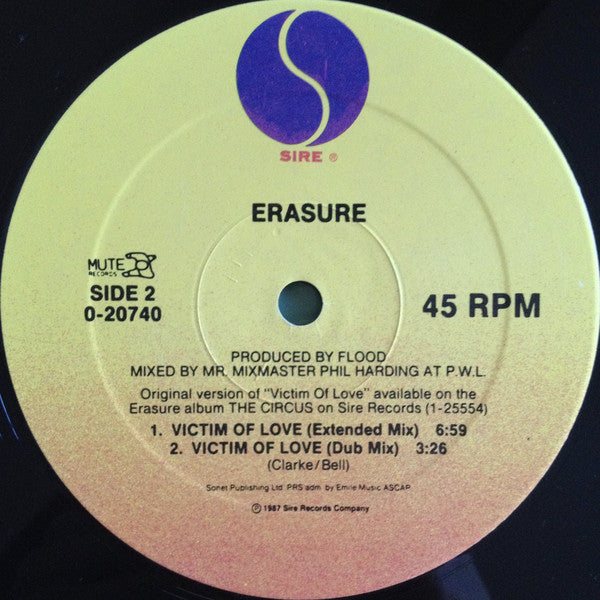 SIRE ®
ERASURE
MUTE
RECORDS
SIDE 2
0-20740
45 RPM
PRODUCED BY FLOOD
MIXED BY MR. MIXMASTER PHIL HARDING AT P.W.L.
Original version of "Victim Of Love" available on the
Erasure album THE CIRCUS on Sire Records (1-25554)
1. VICTIM OF LOVE (Extended Mix) 6:59
2. VICTIM OF LOVE (Dub Mix) 3:26
(Clarke/Bell)
Sonet Publishing Ltd. PRS adm. by Emile Music ASCAP
℗ 1987 Sire Records Company